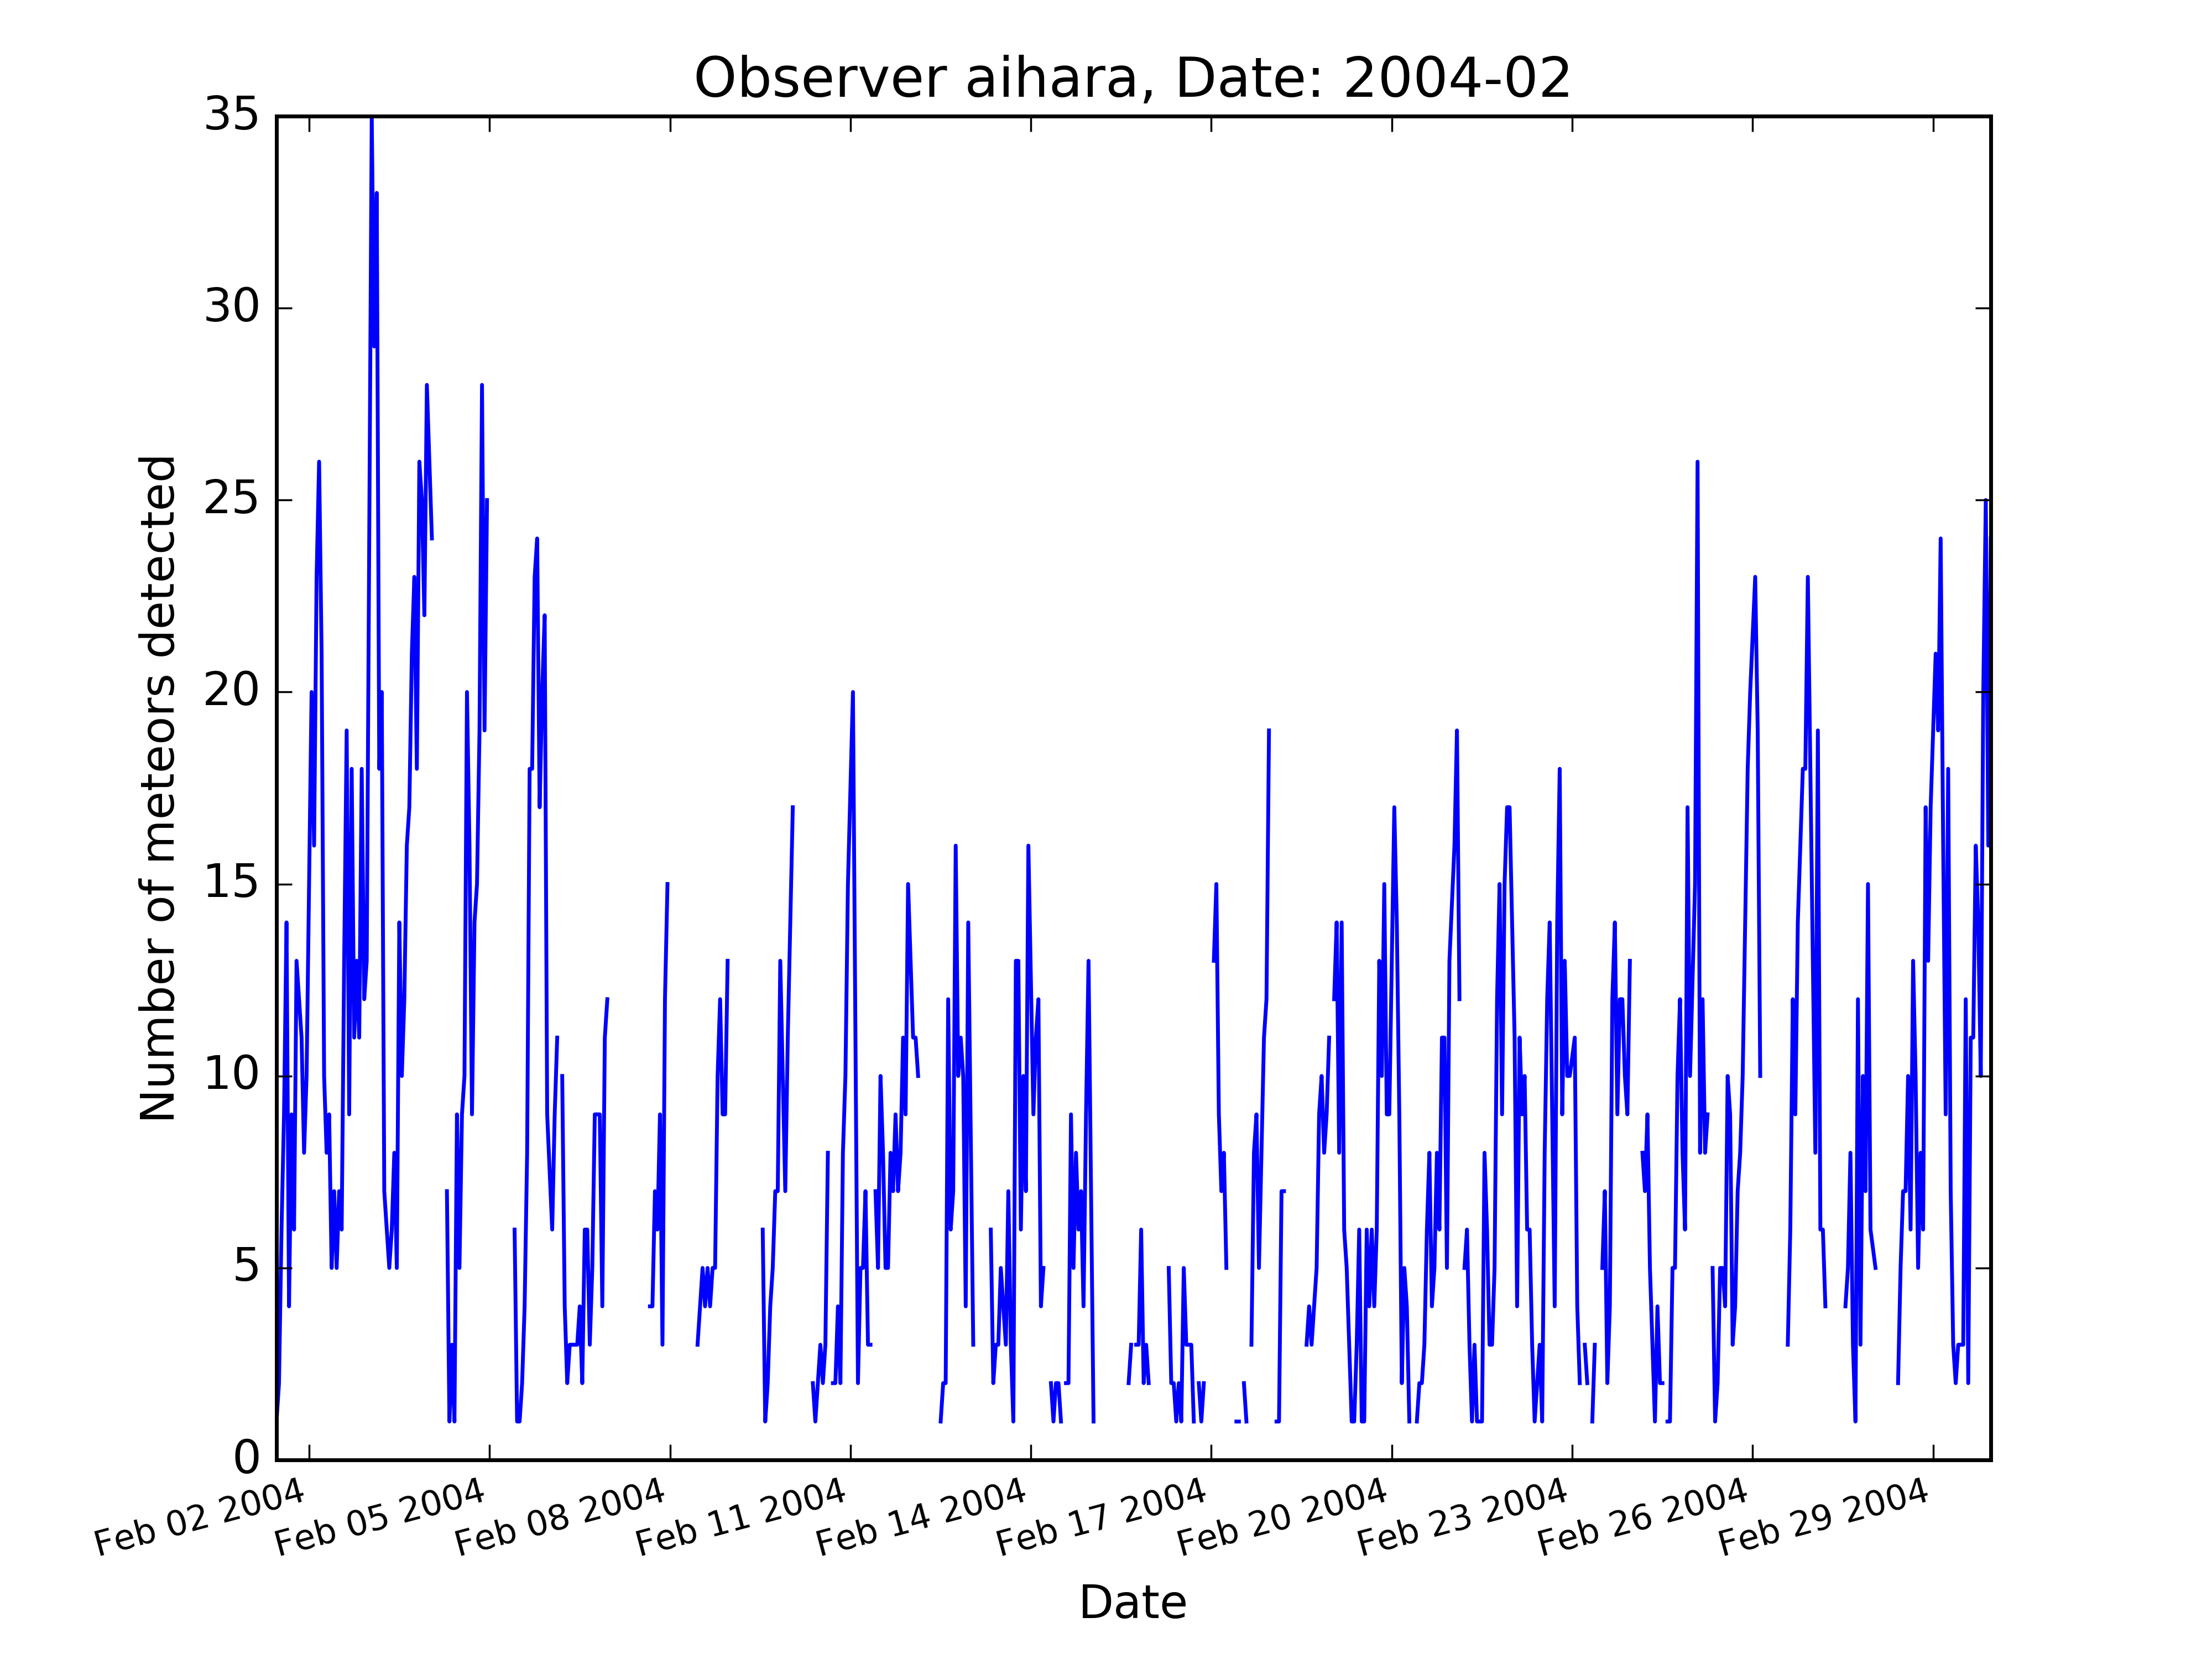 Observer aihara, Date: 2004-02
35
30
25
20
15
10
5
0
Number of meteors detected
Feb 02 2004
Feb 05 2004
Feb 08 2004
Feb 11 2004
Feb 14 2004
Feb 17 2004
Feb 20 2004
Feb 23 2004
Feb 26 2004
Feb 29 2004
Date